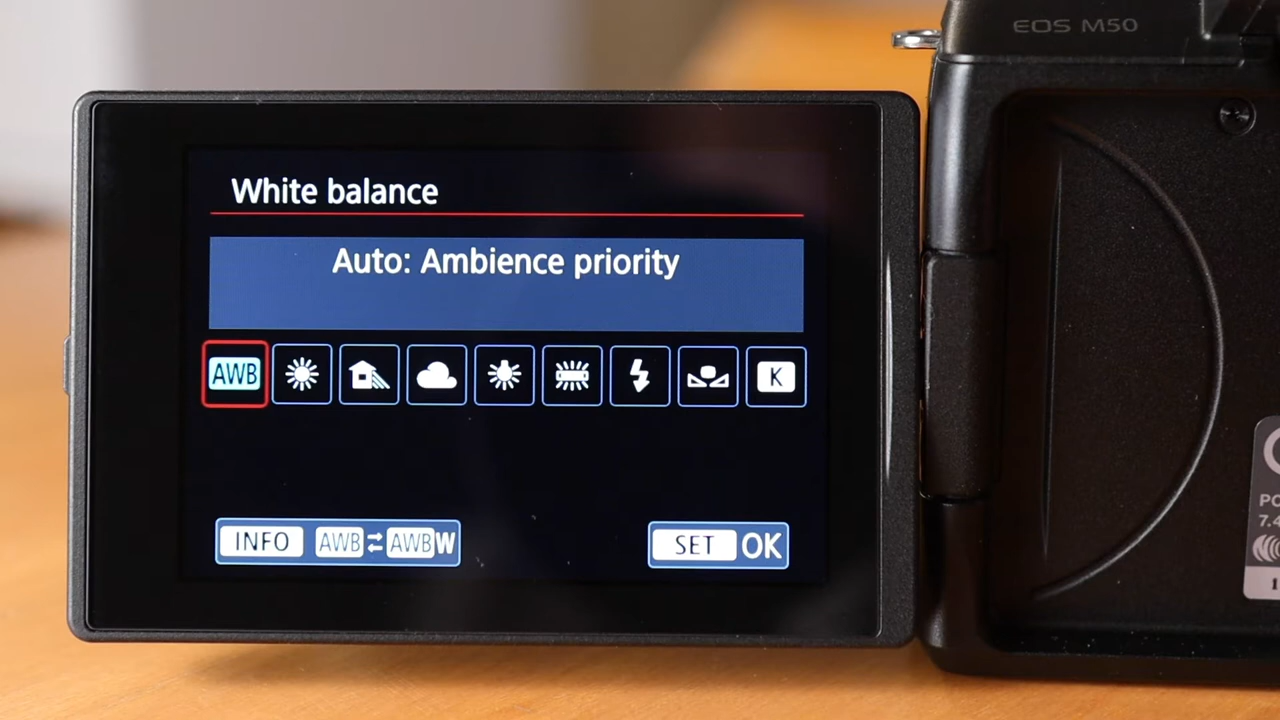 EOS M50
White balance
Auto: Ambience priority
AWB
K
INFO AWB AWBW
SET OK